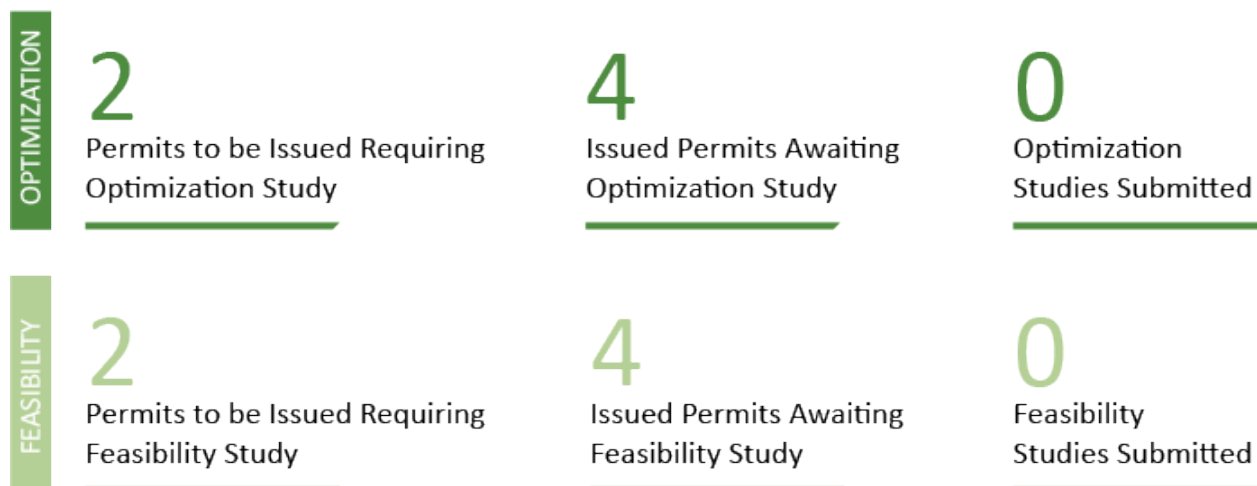 OPTIMIZATION
2
Permits to be Issued Requiring
Optimization Study
4
Issued Permits Awaiting
Optimization Study
0
Optimization
Studies Submitted
FEASIBILITY
2
Permits to be Issued Requiring
Feasibility Study
4
Issued Permits Awaiting
Feasibility Study
0
Feasibility
Studies Submitted